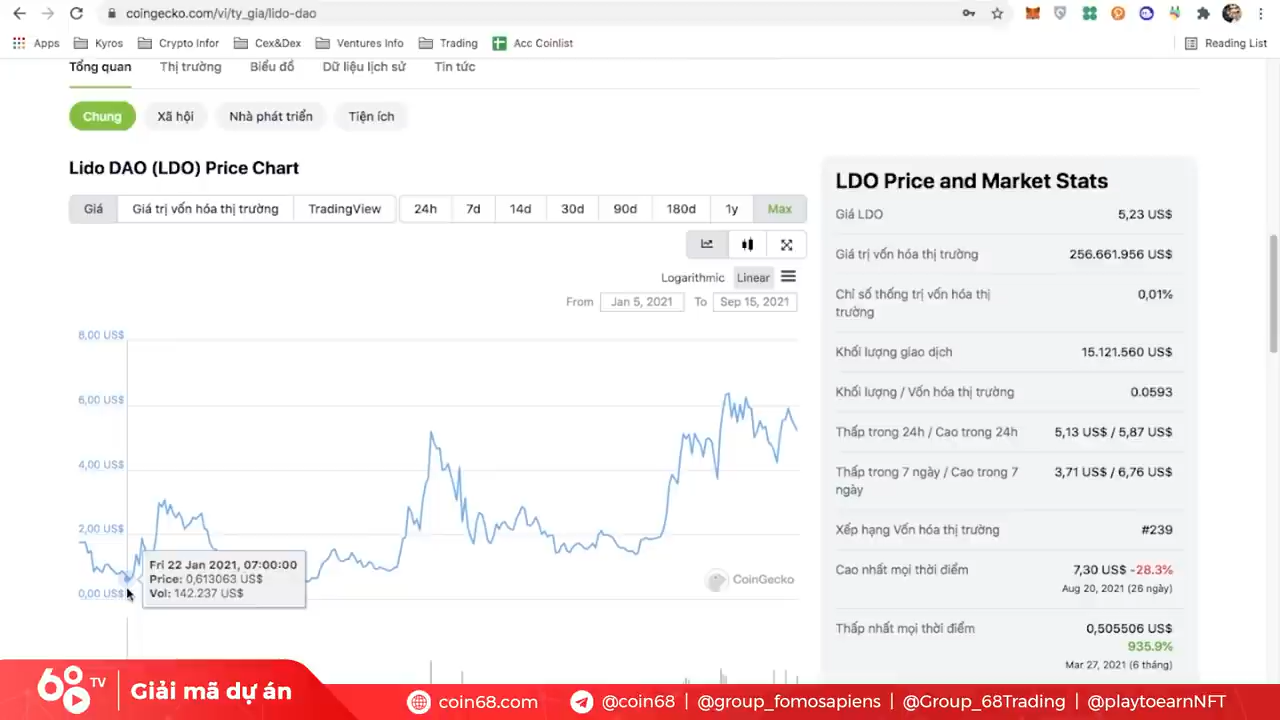 coingecko.com/vi/ty_gia/lido-dao
Apps Kyros Crypto Infor Cex&Dex Ventures Info Trading Acc Coinlist Reading List
Tổng quan Thị trường Biểu đồ Dữ liệu lịch sử Tin tức
Chung Xã hội Nhà phát triển Tiện ích
Lido DAO (LDO) Price Chart
Giá Giá trị vốn hóa thị trường TradingView 24h 7d 14d 30d 90d 180d 1y Max
Logarithmic Linear
From Jan 5, 2021 To Sep 15, 2021
8,00 US$
6,00 US$
4,00 US$
2,00 US$
0,00 US$
Fri 22 Jan 2021, 07:00:00
Price: 0,613063 US$
Vol: 142.237 US$
CoinGecko
LDO Price and Market Stats
Giá LDO 5,23 US$
Giá trị vốn hóa thị trường 256.661.956 US$
Chỉ số thống trị vốn hóa thị 0,01%
trường
Khối lượng giao dịch 15.121.560 US$
Khối lượng / Vốn hóa thị trường 0.0593
Thấp trong 24h / Cao trong 24h 5,13 US$ / 5,87 US$
Thấp trong 7 ngày / Cao trong 7 3,71 US$ / 6,76 US$
ngày
Xếp hạng Vốn hóa thị trường #239
Cao nhất mọi thời điểm 7,30 US$ -28.3%
Aug 20, 2021 (26 ngày)
Thấp nhất mọi thời điểm 0,505506 US$
935.9%
Mar 27, 2021 (6 tháng)
68 TV Giải mã dự án
coin68.com @coin68 | @group_fomosapiens | @Group_68Trading | @playtoearnNFT